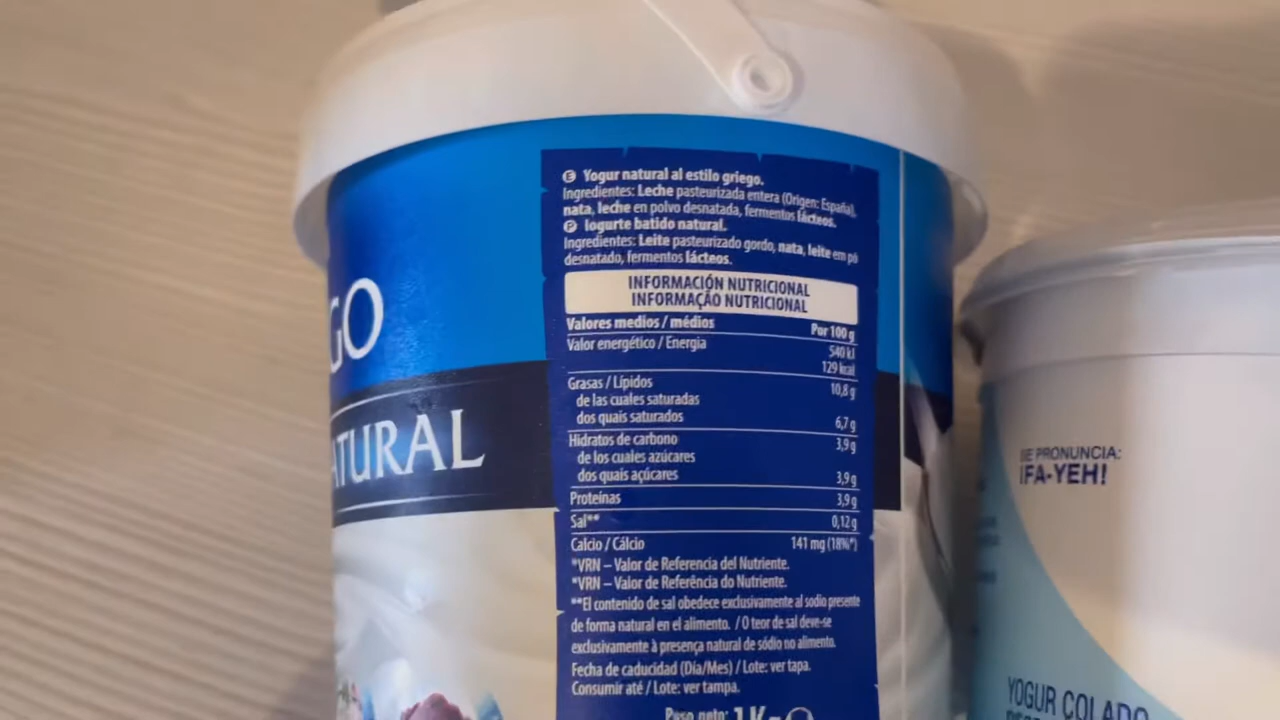 GO
ATURAL
E Yogur natural al estilo griego.
Ingredientes: Leche pasteurizada entera (Origen: España),
nata, leche en polvo desnatada, fermentos lácteos.
P Iogurte batido natural.
Ingredientes: Leite pasteurizado gordo, nata, leite em pó
desnatado, fermentos lácteos.
INFORMACIÓN NUTRICIONAL
INFORMAÇÃO NUTRICIONAL
Valores medios / médios Por 100 g
Valor energético / Energia 540 kJ
129 kcal
Grasas / Lípidos 10,8 g
de las cuales saturadas
dos quais saturados 6,7 g
Hidratos de carbono 3,9 g
de los cuales azúcares
dos quais açúcares 3,9 g
Proteínas 3,9 g
Sal** 0,12 g
Calcio / Cálcio 141 mg (18%*)
*VRN – Valor de Referencia del Nutriente.
*VRN – Valor de Referência do Nutriente.
**El contenido de sal obedece exclusivamente al sodio presente
de forma natural en el alimento. / O teor de sal deve-se
exclusivamente à presença natural de sódio no alimento.
Fecha de caducidad (Día/Mes) / Lote: ver tapa.
Consumir até / Lote: ver tampa.
Peso neto: 1 K
SE PRONUNCIA:
¡FA-YEH!
YOGUR COLADO